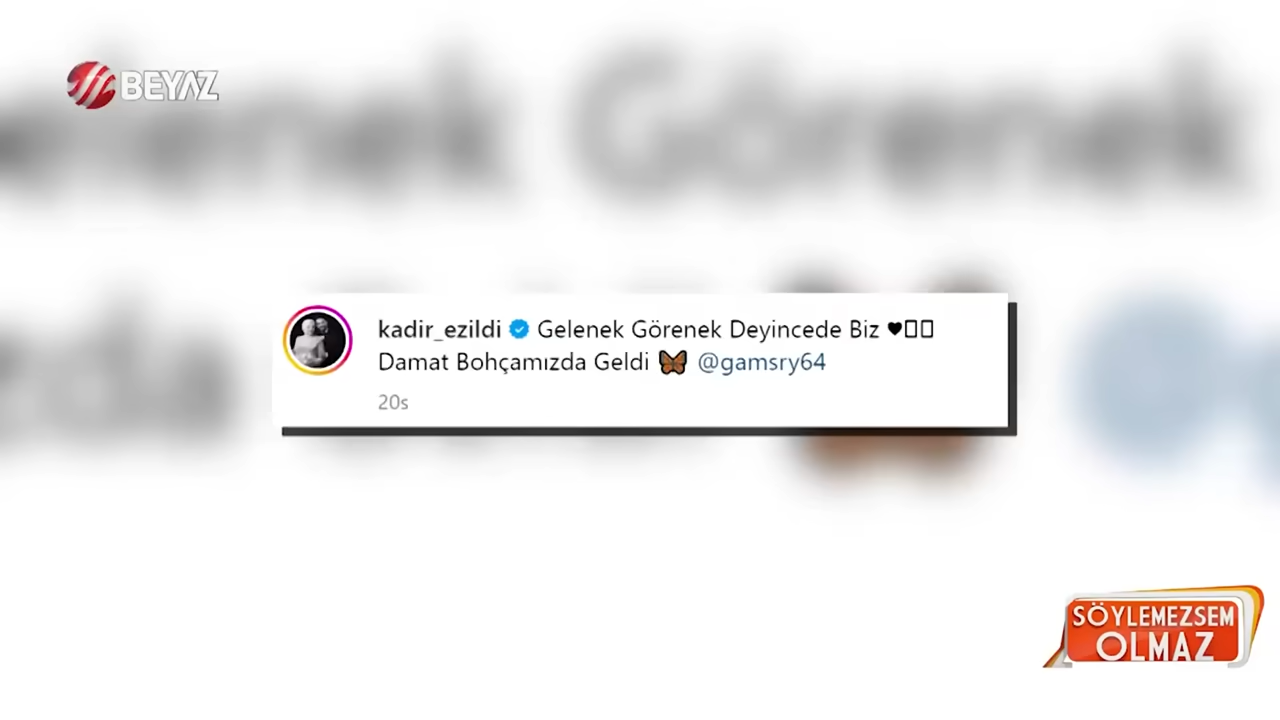 BEYAZ
kadir_ezildi Gelenek Görenek Deyincede Biz ♥
Damat Bohçamızda Geldi 🦋 @gamsry64
20s
SÖYLEMEZSEM
OLMAZ